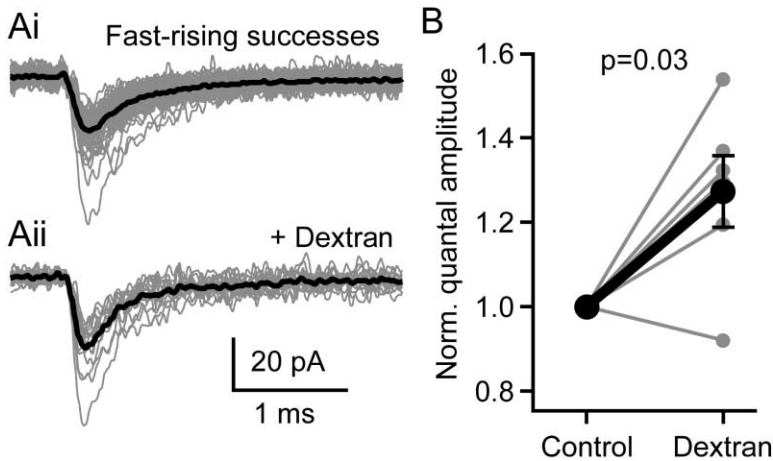 Ai
Fast-rising successes
Aii
+ Dextran
20 pA
1 ms
B
p=0.03
Norm. quantal amplitude
1.6
1.4
1.2
1.0
0.8
Control
Dextran